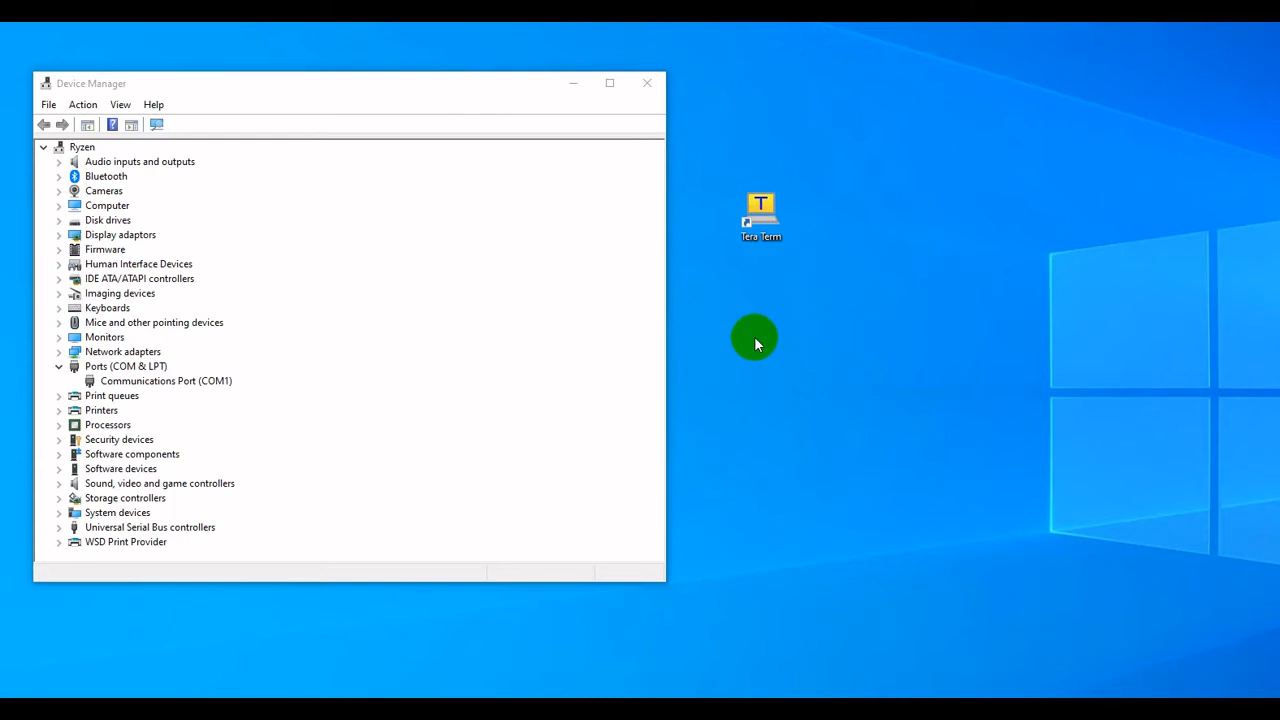 Device Manager
File Action View Help
Ryzen
Audio inputs and outputs
Bluetooth
Cameras
Computer
Disk drives
Display adaptors
Firmware
Human Interface Devices
IDE ATA/ATAPI controllers
Imaging devices
Keyboards
Mice and other pointing devices
Monitors
Network adapters
Ports (COM & LPT)
Communications Port (COM1)
Print queues
Printers
Processors
Security devices
Software components
Software devices
Sound, video and game controllers
Storage controllers
System devices
Universal Serial Bus controllers
WSD Print Provider
T
Tera Term